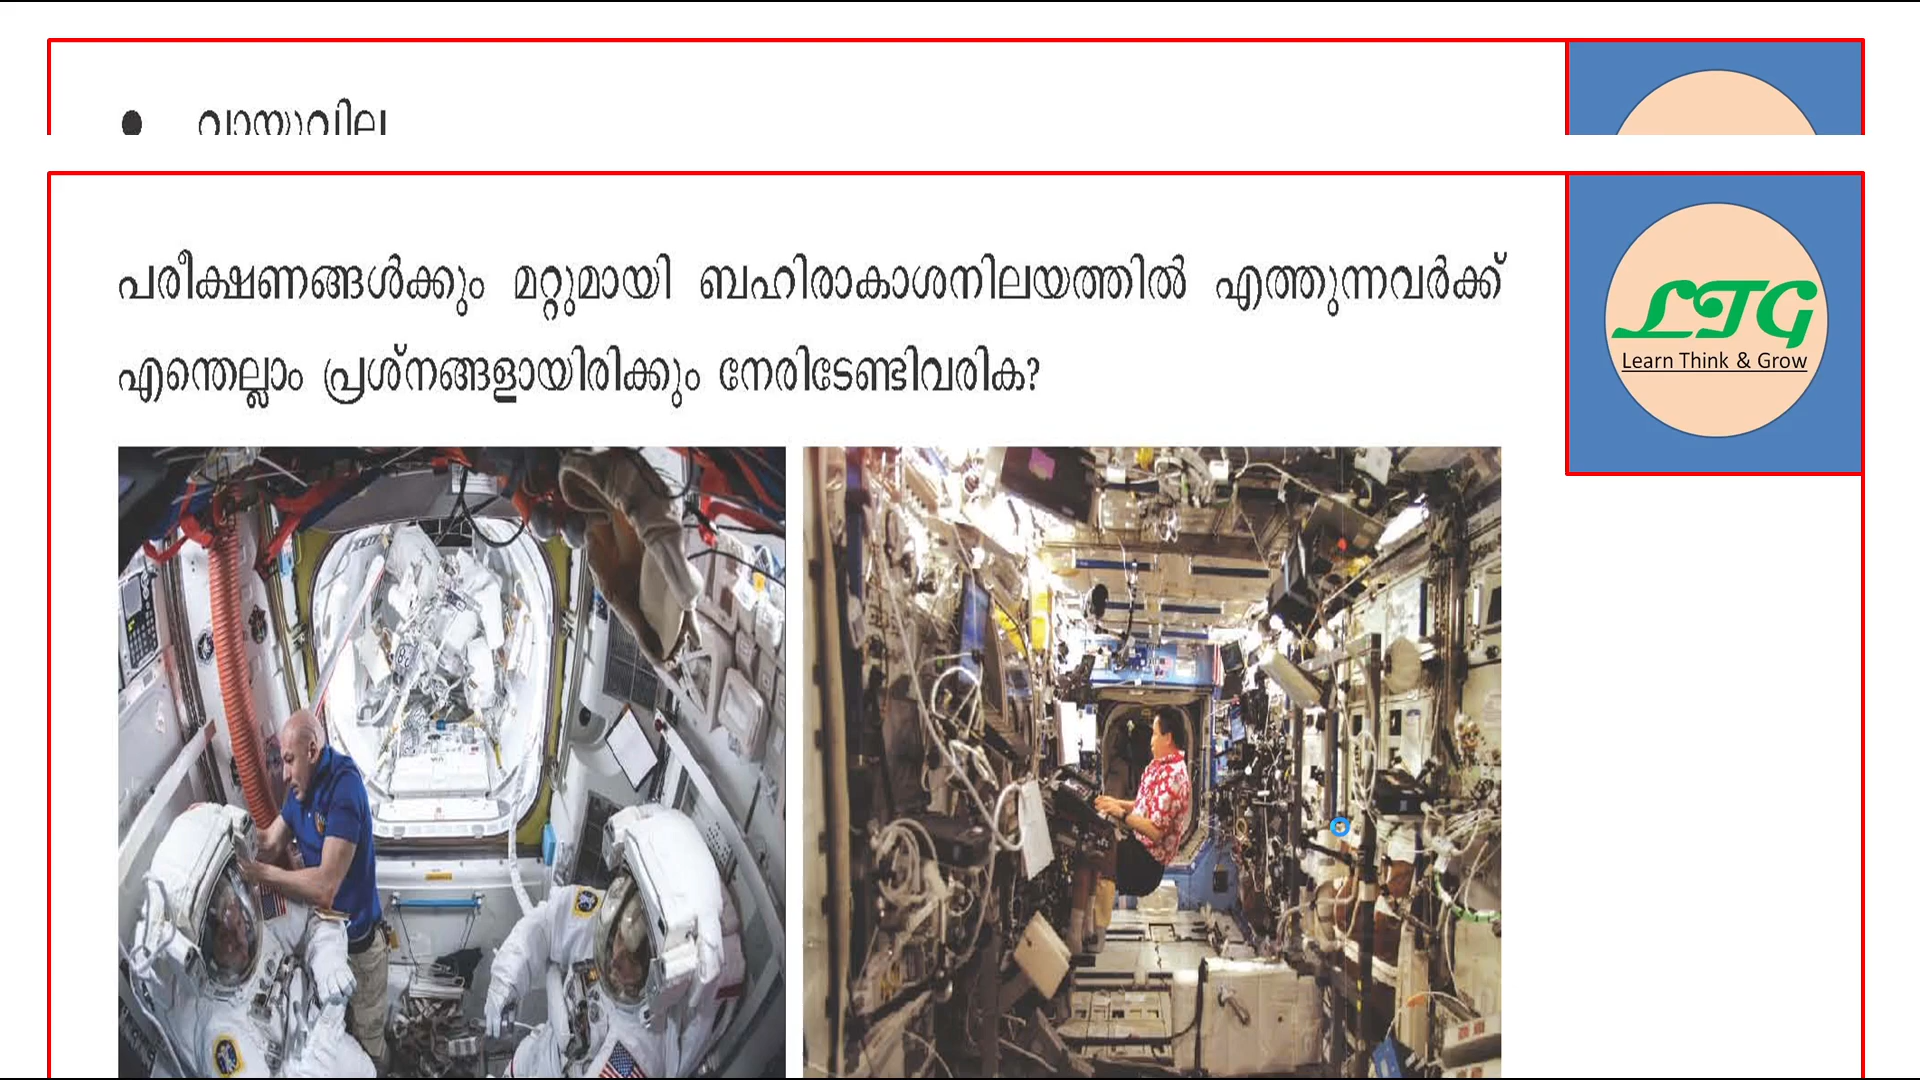 ● വായുവില്ല
പരീക്ഷണങ്ങൾക്കും മറ്റുമായി ബഹിരാകാശനിലയത്തിൽ എത്തുന്നവർക്ക്
എന്തെല്ലാം പ്രശ്നങ്ങളായിരിക്കും നേരിടേണ്ടിവരിക?
LTG
Learn Think & Grow